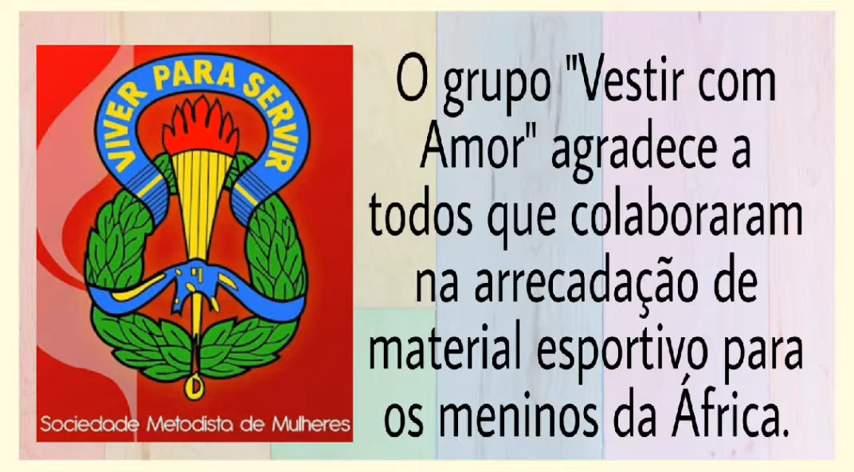 VIVER PARA SERVIR
Sociedade Metodista de Mulheres
O grupo "Vestir com
Amor" agradece a
todos que colaboraram
na arrecadação de
material esportivo para
os meninos da África.